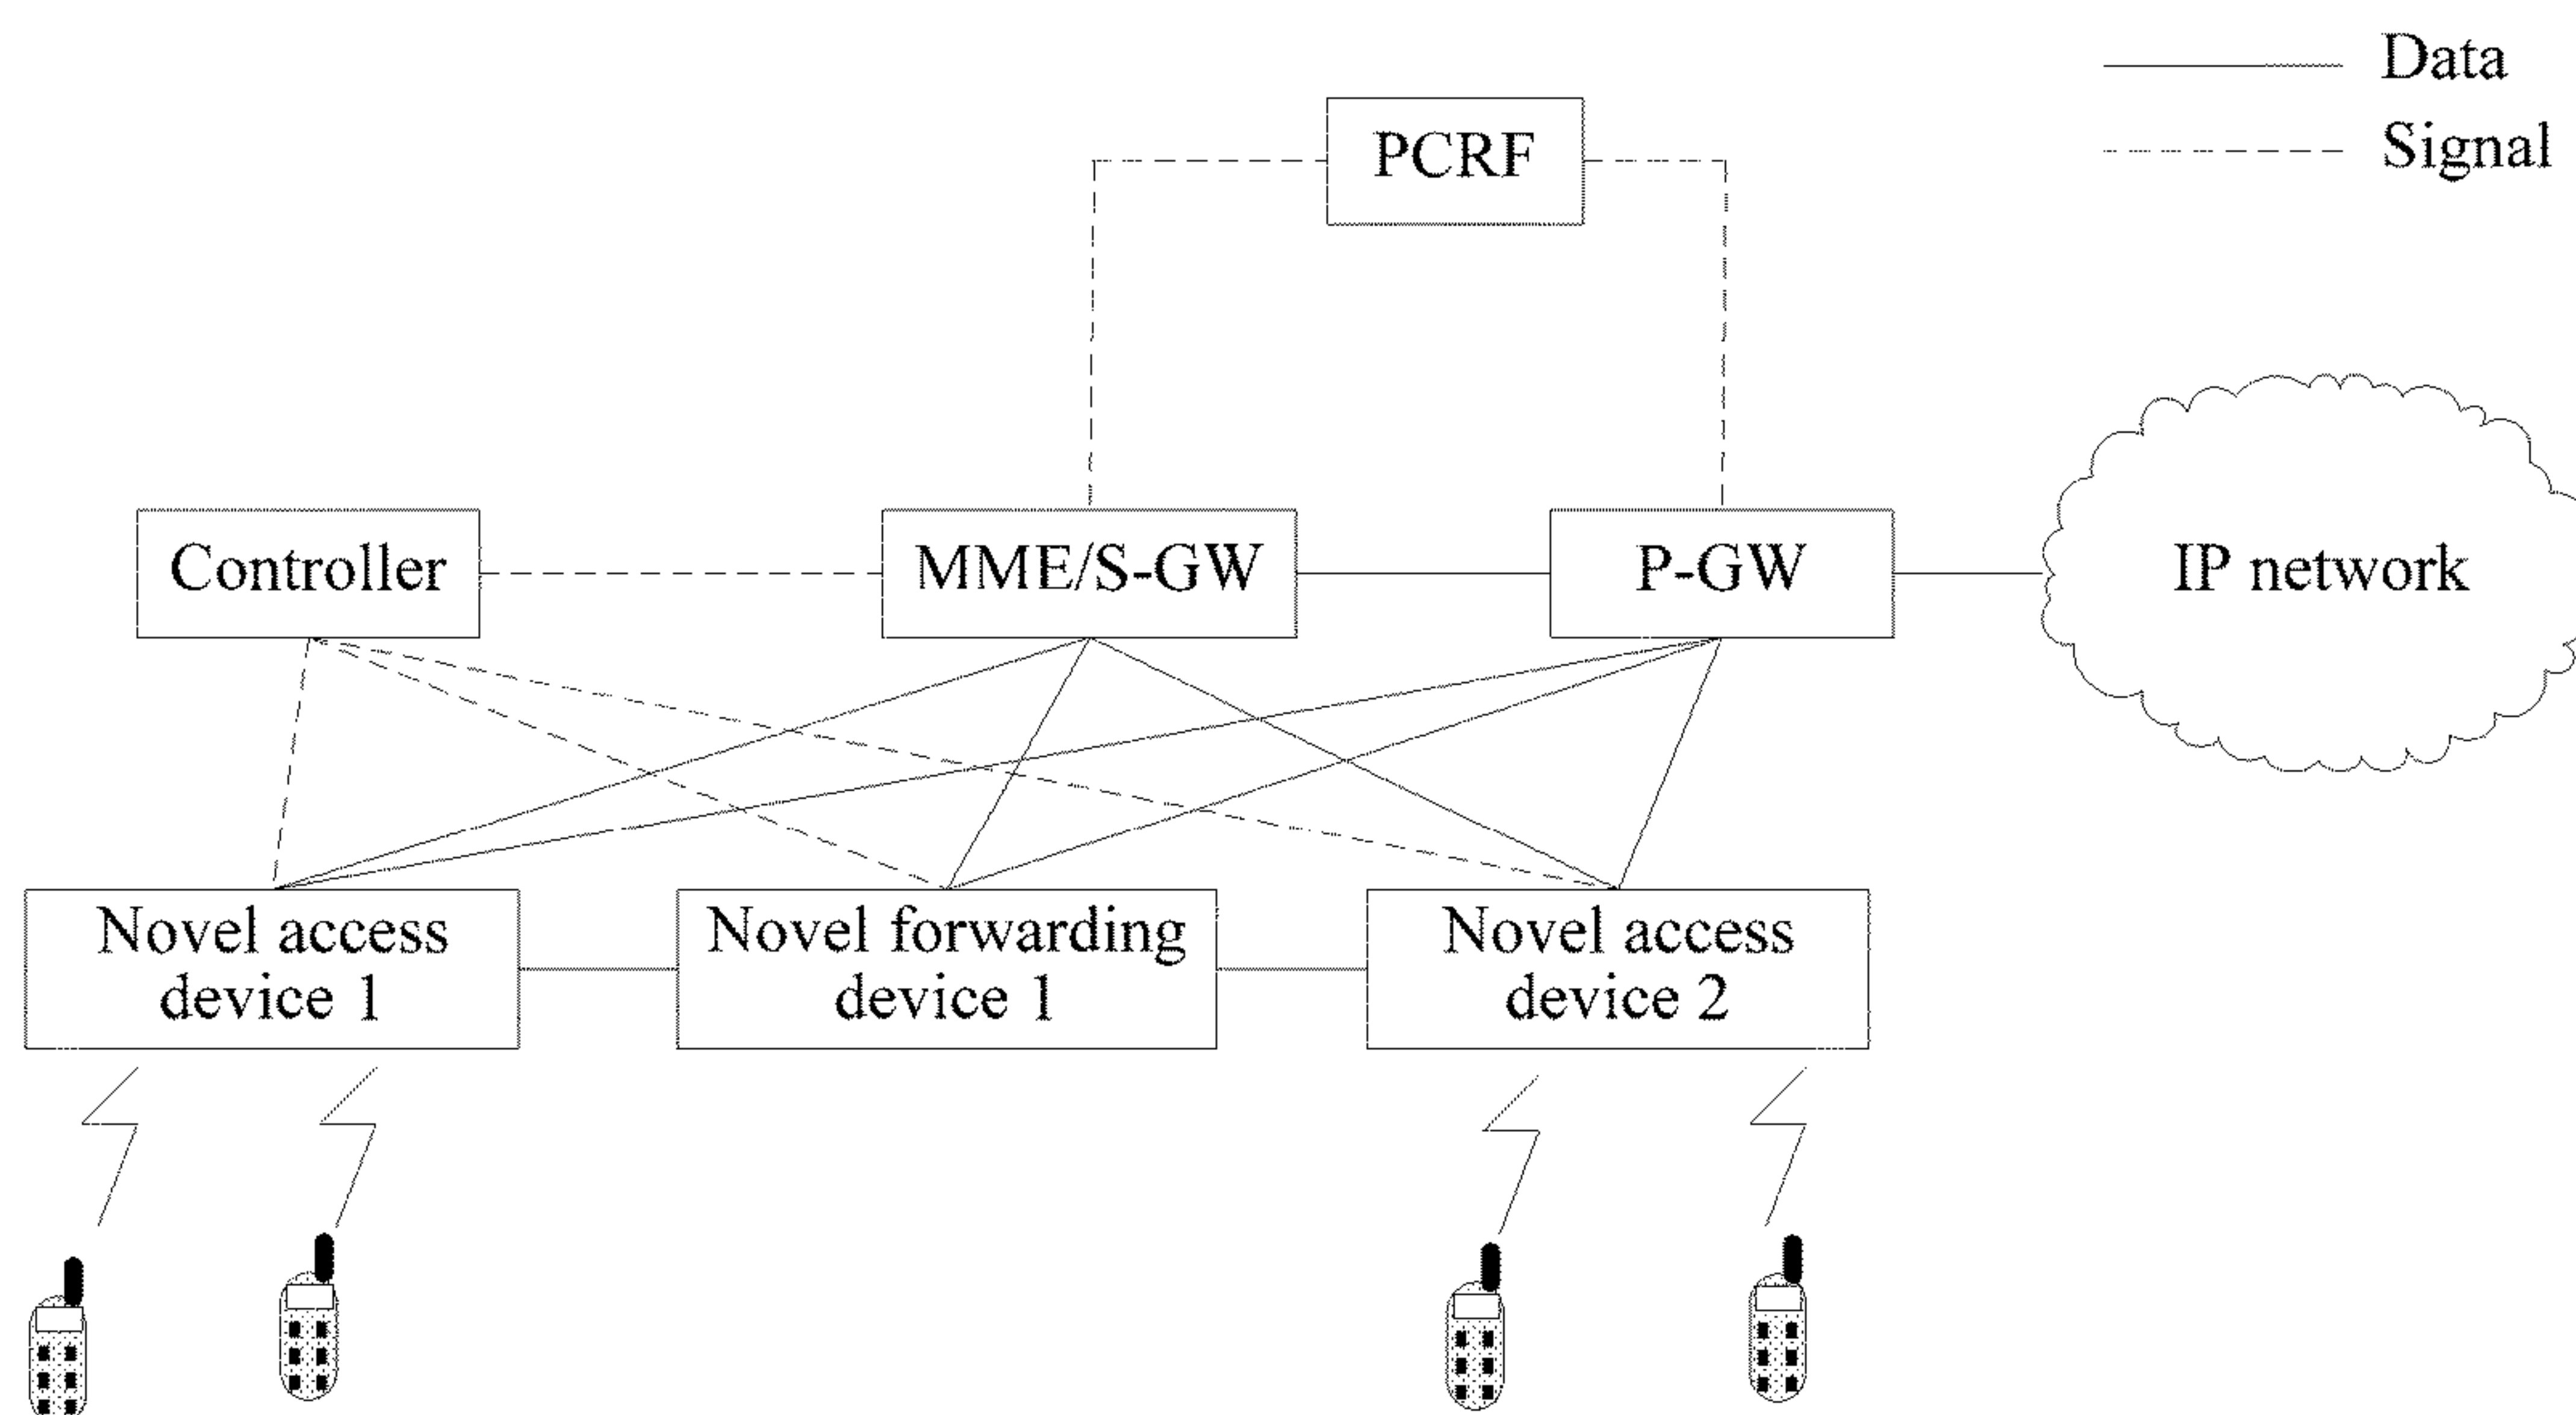 Data
Signal
PCRF
Controller
MME/S-GW
P-GW
IP network
Novel access
device 1
Novel forwarding
device 1
Novel access
device 2